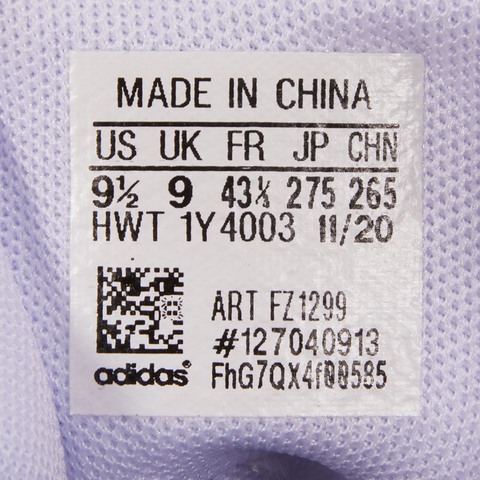 MADE IN CHINA
US UK FR JP CHN
9½ 9 43⅓ 275 265
HWT 1Y4003 11/20
ART FZ1299
#127040913
adidas®